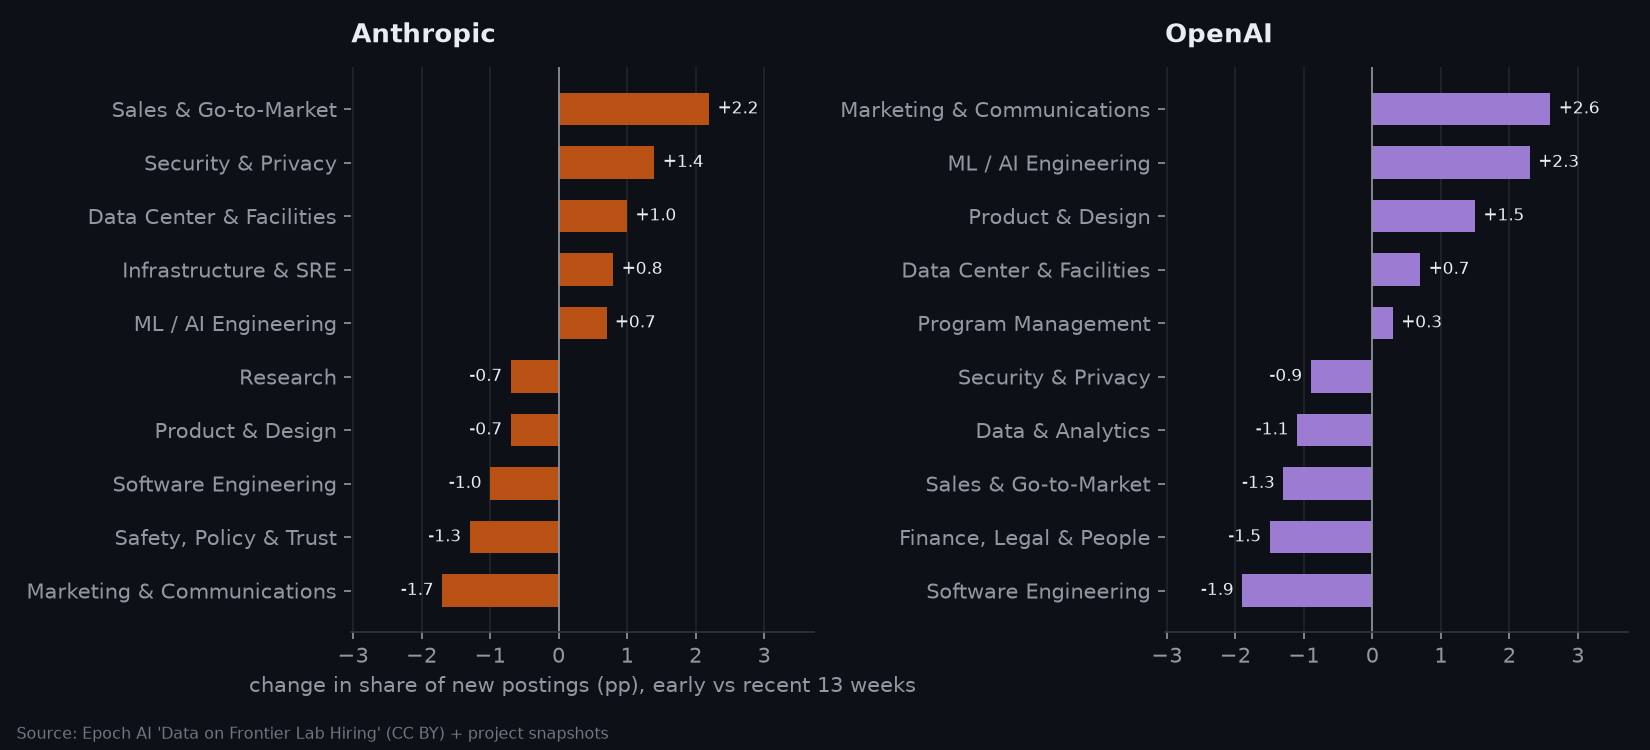 Anthropic
Sales & Go-to-Market
+2.2
Security & Privacy
+1.4
Data Center & Facilities
+1.0
Infrastructure & SRE
+0.8
ML / AI Engineering
+0.7
Research
-0.7
Product & Design
-0.7
Software Engineering
-1.0
Safety, Policy & Trust
-1.3
Marketing & Communications
-1.7
−3 −2 −1 0 1 2 3
OpenAI
Marketing & Communications
+2.6
ML / AI Engineering
+2.3
Product & Design
+1.5
Data Center & Facilities
+0.7
Program Management
+0.3
Security & Privacy
-0.9
Data & Analytics
-1.1
Sales & Go-to-Market
-1.3
Finance, Legal & People
-1.5
Software Engineering
-1.9
−3 −2 −1 0 1 2 3
change in share of new postings (pp), early vs recent 13 weeks
Source: Epoch AI 'Data on Frontier Lab Hiring' (CC BY) + project snapshots